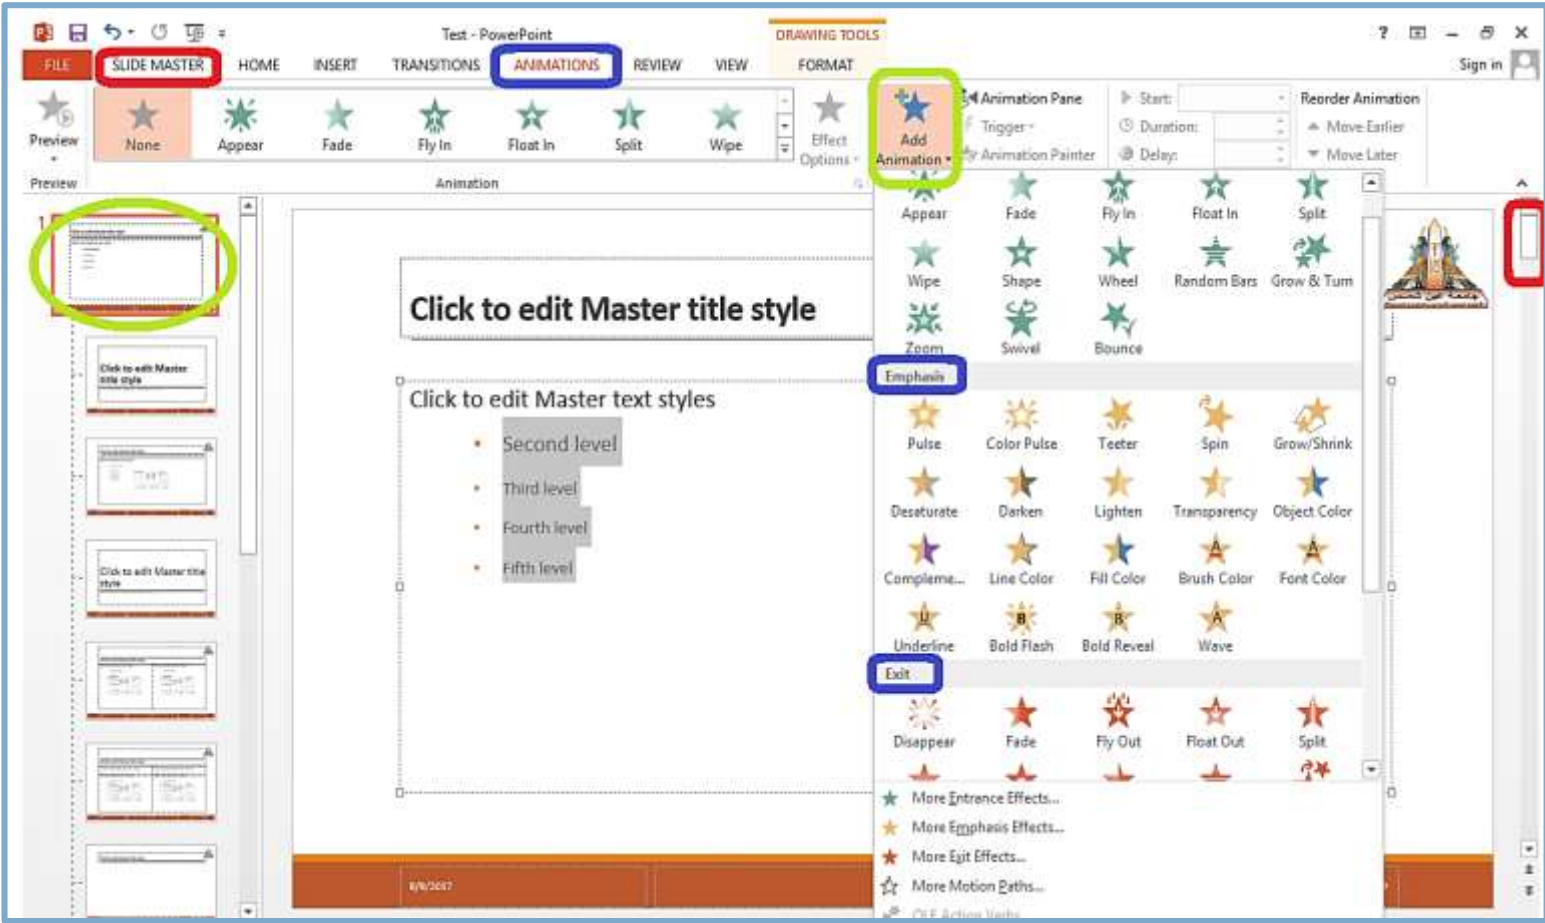 Test - PowerPoint
DRAWING TOOLS
?
FILE
SLIDE MASTER
HOME
INSERT
TRANSITIONS
ANIMATIONS
REVIEW
VIEW
FORMAT
Sign in
Preview
None
Appear
Fade
Fly In
Float In
Split
Wipe
Effect Options
Add Animation
Animation Pane
Trigger
Animation Painter
Start:
Duration:
Delay:
Reorder Animation
Move Earlier
Move Later
Preview
Animation
1
Appear Fade Fly In Float In Split
Wipe Shape Wheel Random Bars Grow & Turn
Zoom Swivel Bounce
Emphasis
Pulse Color Pulse Teeter Spin Grow/Shrink
Desaturate Darken Lighten Transparency Object Color
Compleme... Line Color Fill Color Brush Color Font Color
Underline Bold Flash Bold Reveal Wave
Exit
Disappear Fade Fly Out Float Out Split
More Entrance Effects...
More Emphasis Effects...
More Exit Effects...
More Motion Paths...
OLE Action Verbs
Click to edit Master title style
Click to edit Master text styles
Second level
Third level
Fourth level
Fifth level
8/9/2017
Click to edit Master
title style
Click to edit Master title
style